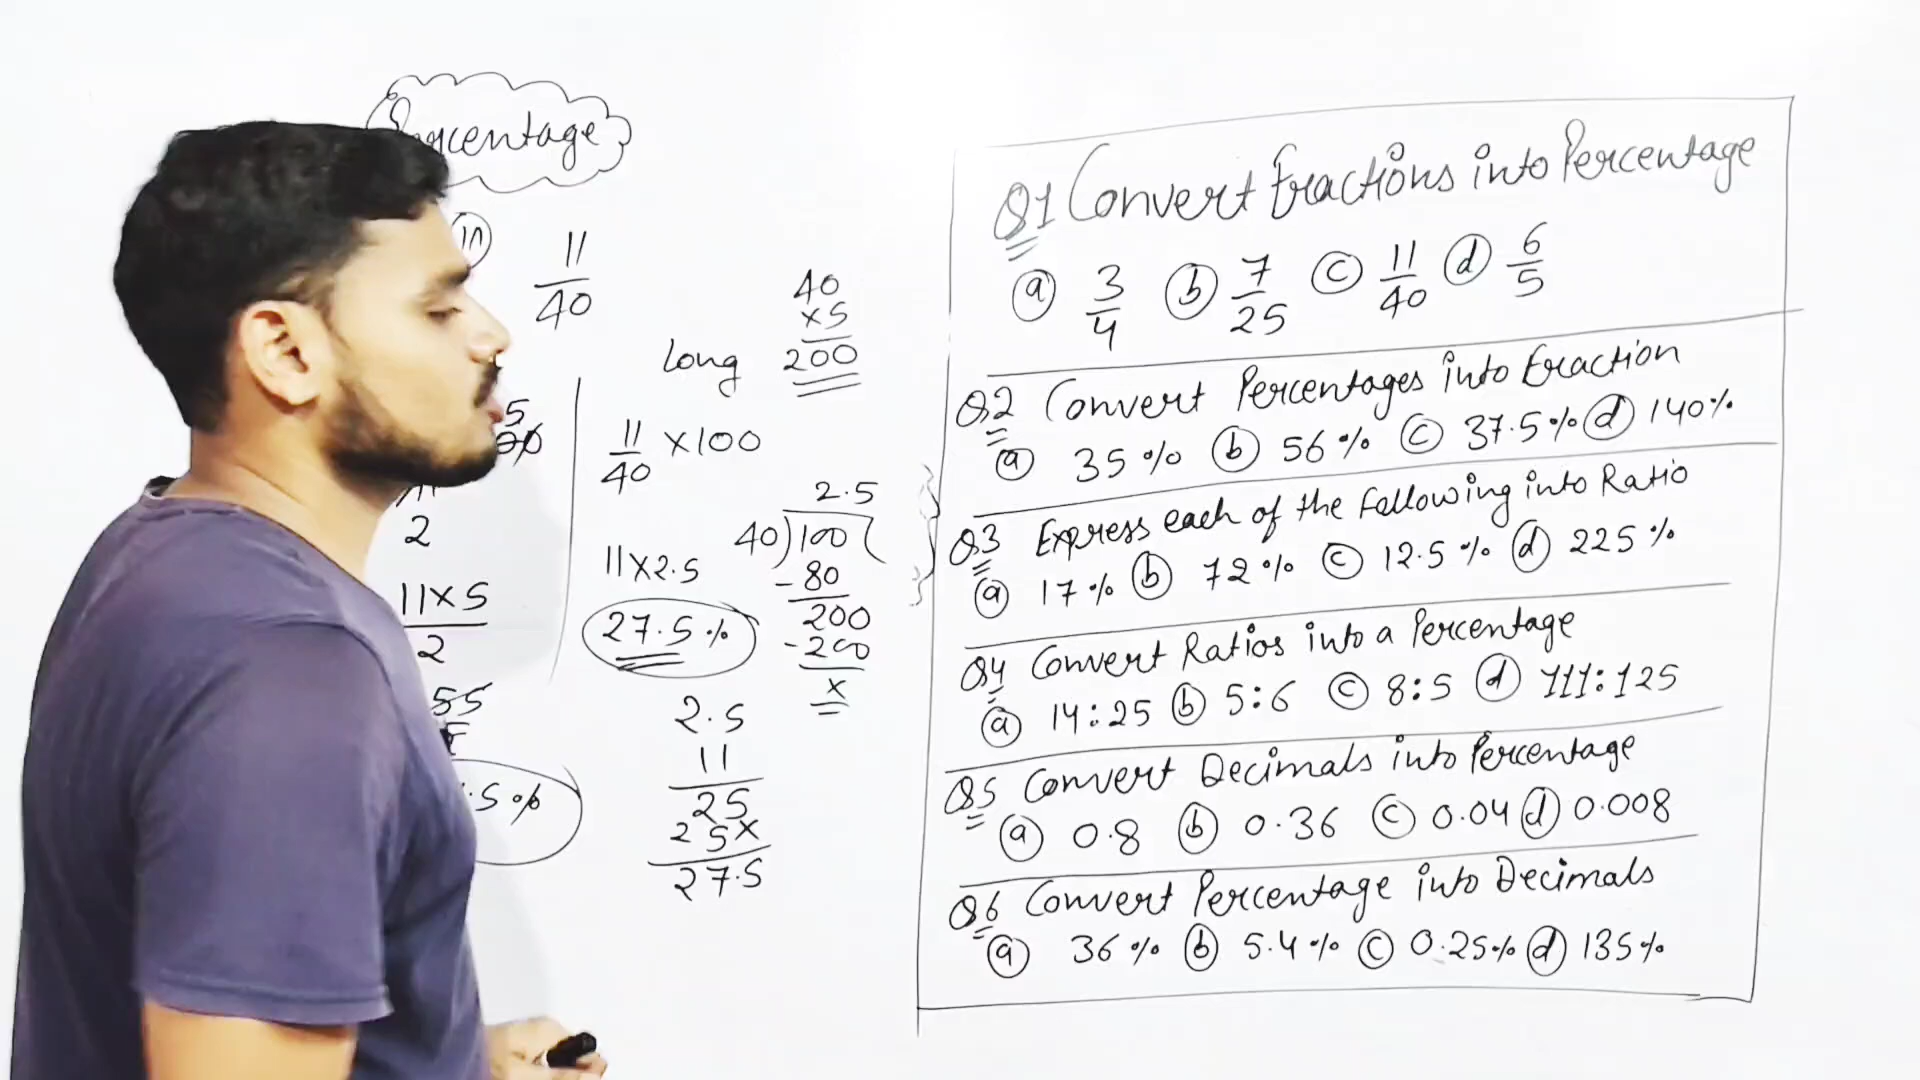 Percentage
11
40
40
x5
200
Long
5
2
11x5
2
55
.5%
11 x100
40
2.5
40)100(
-80
200
-200
x
11x2.5
27.5%
2.5
11
25
25x
27.5
Q1 Convert Fractions into Percentage
(a) 3/4 (b) 7/25 (c) 11/40 (d) 6/5
Q2 Convert Percentages into Fraction
(a) 35% (b) 56% (c) 37.5% (d) 140%
Q3 Express each of the Following into Ratio
(a) 17% (b) 72% (c) 12.5% (d) 225%
Q4 Convert Ratios into a Percentage
(a) 14:25 (b) 5:6 (c) 8:5 (d) 111:125
Q5 Convert Decimals into Percentage
(a) 0.8 (b) 0.36 (c) 0.04 (d) 0.008
Q6 Convert Percentage into Decimals
(a) 36% (b) 5.4% (c) 0.25% (d) 135%